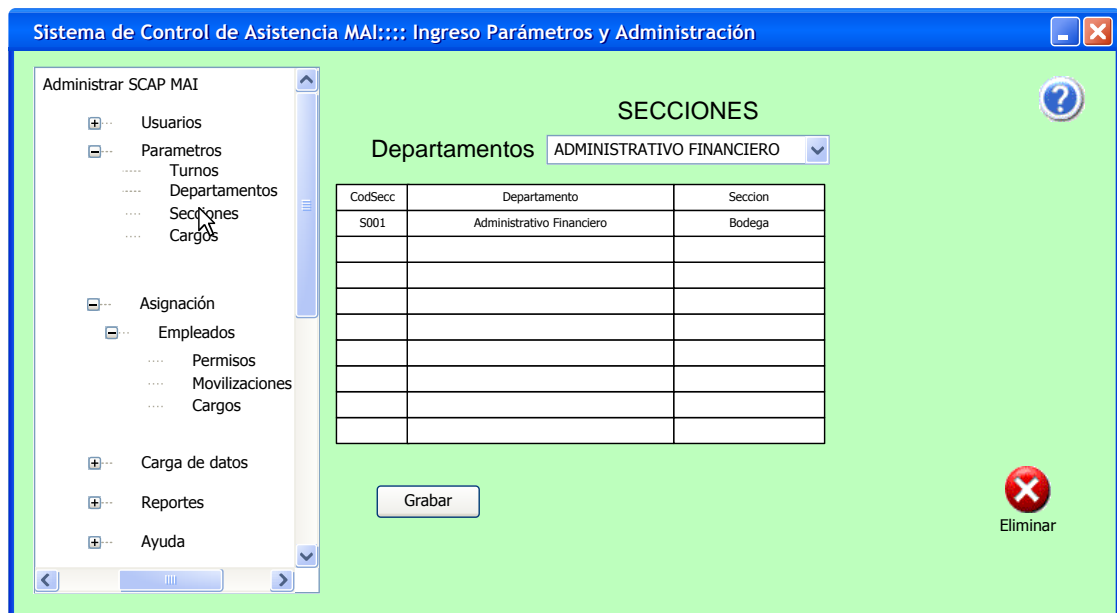 Sistema de Control de Asistencia MAI:::: Ingreso Parámetros y Administración
Administrar SCAP MAI
Usuarios
Parametros
Turnos
Departamentos
Secciones
Cargos
Asignación
Empleados
Permisos
Movilizaciones
Cargos
Carga de datos
Reportes
Ayuda
SECCIONES
Departamentos ADMINISTRATIVO FINANCIERO
CodSecc Departamento Seccion
S001 Administrativo Financiero Bodega
Grabar
Eliminar